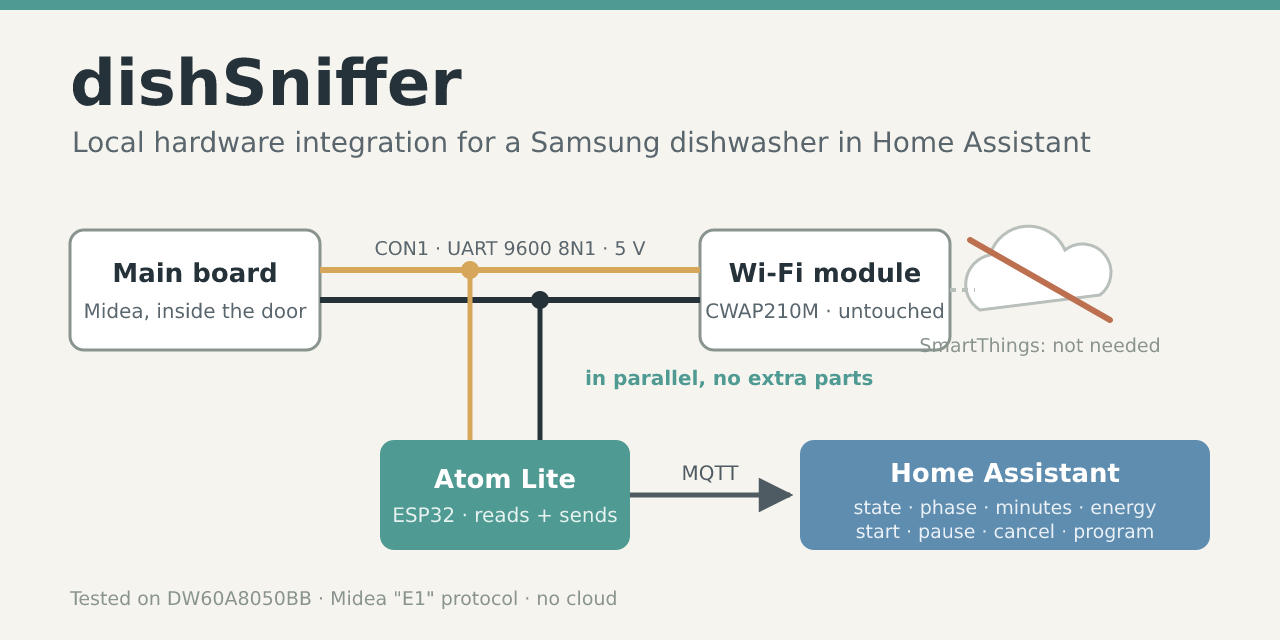 dishSniffer
Local hardware integration for a Samsung dishwasher in Home Assistant
CON1 · UART 9600 8N1 · 5 V
Main board
Midea, inside the door
Wi-Fi module
CWAP210M · untouched
SmartThings: not needed
in parallel, no extra parts
Atom Lite
ESP32 · reads + sends
MQTT
Home Assistant
state · phase · minutes · energy
start · pause · cancel · program
Tested on DW60A8050BB · Midea "E1" protocol · no cloud